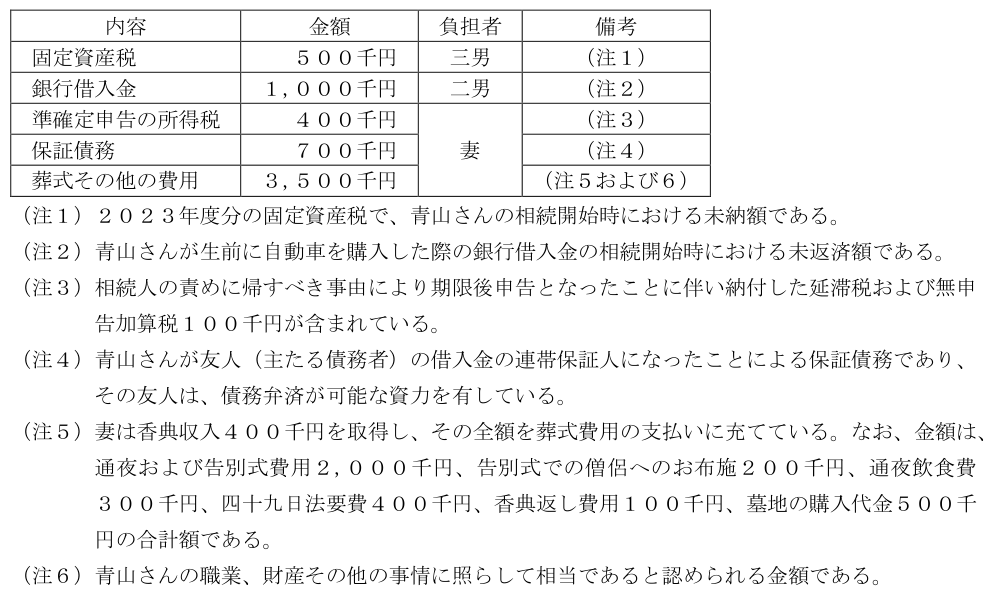 内容 金額 負担者 備考
固定資産税 ５００千円 三男 （注１）
銀行借入金 １，０００千円 二男 （注２）
準確定申告の所得税 ４００千円 （注３）
保証債務 ７００千円 妻 （注４）
葬式その他の費用 ３，５００千円 （注５および６）
（注１）２０２３年度分の固定資産税で、青山さんの相続開始時における未納額である。
（注２）青山さんが生前に自動車を購入した際の銀行借入金の相続開始時における未返済額である。
（注３）相続人の責めに帰すべき事由により期限後申告となったことに伴い納付した延滞税および無申
告加算税１００千円が含まれている。
（注４）青山さんが友人（主たる債務者）の借入金の連帯保証人になったことによる保証債務であり、
その友人は、債務弁済が可能な資力を有している。
（注５）妻は香典収入４００千円を取得し、その全額を葬式費用の支払いに充てている。なお、金額は、
通夜および告別式費用２，０００千円、告別式での僧侶へのお布施２００千円、通夜飲食費
３００千円、四十九日法要費４００千円、香典返し費用１００千円、墓地の購入代金５００千
円の合計額である。
（注６）青山さんの職業、財産その他の事情に照らして相当であると認められる金額である。